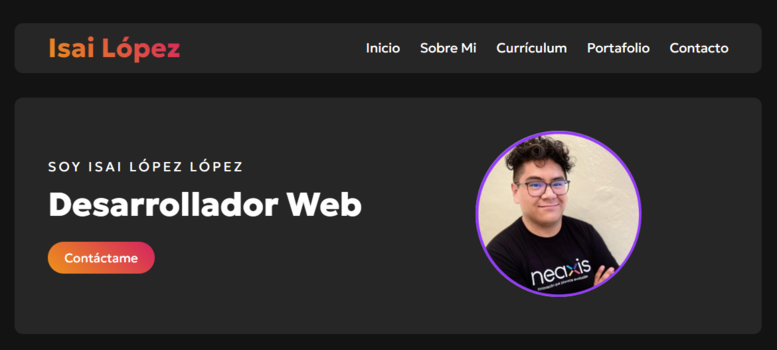 Isai López
Inicio Sobre Mi Currículum Portafolio Contacto
SOY ISAI LÓPEZ LÓPEZ
Desarrollador Web
Contáctame
neaxis